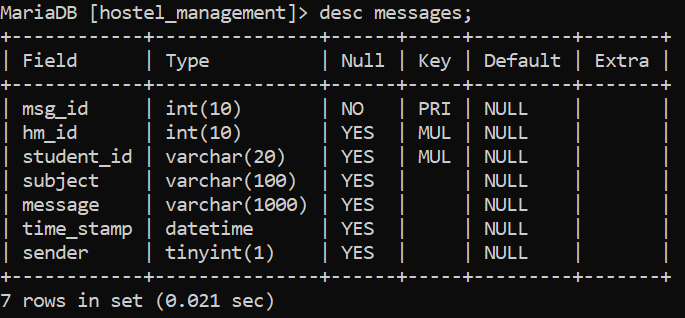 MariaDB [hostel_management]> desc messages;
+------------+---------------+------+-----+---------+-------+
| Field      | Type          | Null | Key | Default | Extra |
+------------+---------------+------+-----+---------+-------+
| msg_id     | int(10)       | NO   | PRI | NULL    |       |
| hm_id      | int(10)       | YES  | MUL | NULL    |       |
| student_id | varchar(20)   | YES  | MUL | NULL    |       |
| subject    | varchar(100)  | YES  |     | NULL    |       |
| message    | varchar(1000) | YES  |     | NULL    |       |
| time_stamp | datetime      | YES  |     | NULL    |       |
| sender     | tinyint(1)    | YES  |     | NULL    |       |
+------------+---------------+------+-----+---------+-------+
7 rows in set (0.021 sec)